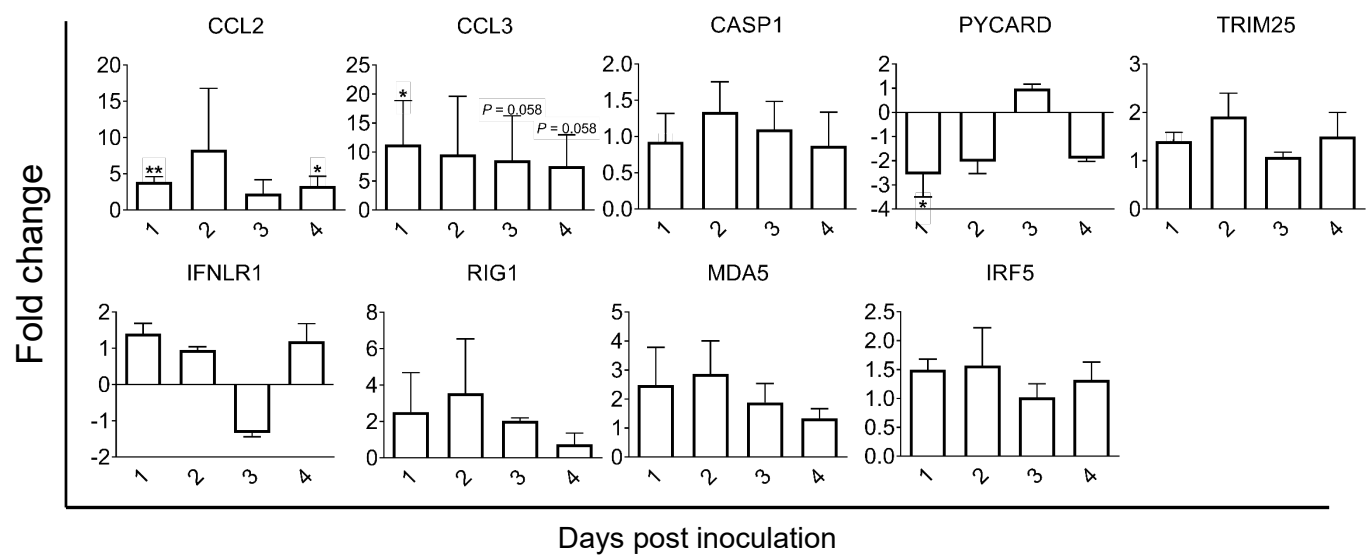 CCL2
20
15
10
5
0
**
*
1 2 3 4
CCL3
25
20
15
10
5
0
*
P = 0.058
P = 0.058
1 2 3 4
CASP1
2.0
1.5
1.0
0.5
0.0
1 2 3 4
PYCARD
2
1
0
-1
-2
-3
-4
*
1 2 3 4
TRIM25
3
2
1
0
1 2 3 4
IFNLR1
2
1
0
-1
-2
1 2 3 4
RIG1
8
6
4
2
0
1 2 3 4
MDA5
5
4
3
2
1
0
1 2 3 4
IRF5
2.5
2.0
1.5
1.0
0.5
0.0
1 2 3 4
Fold change
Days post inoculation